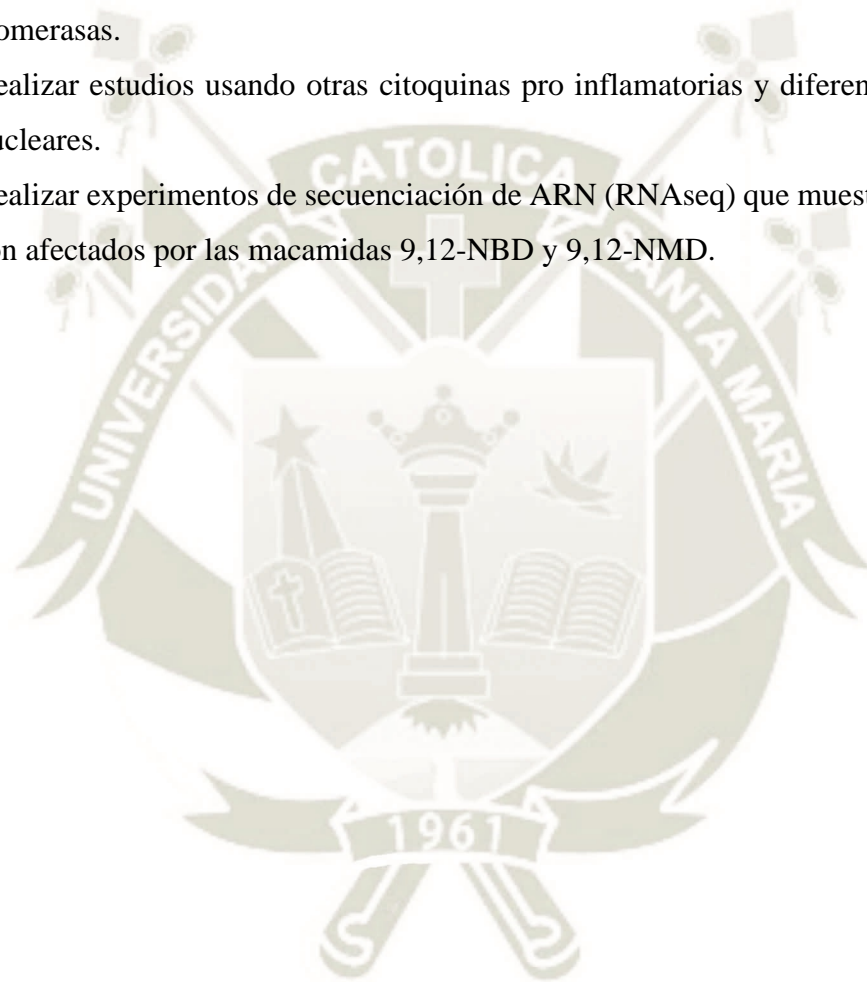 omerasas.
ealizar estudios usando otras citoquinas pro inflamatorias y diferen
ucleares.
ealizar experimentos de secuenciación de ARN (RNAseq) que muest
on afectados por las macamidas 9,12-NBD y 9,12-NMD.
UNIVERSIDAD CATOLICA SANTA MARIA
1961